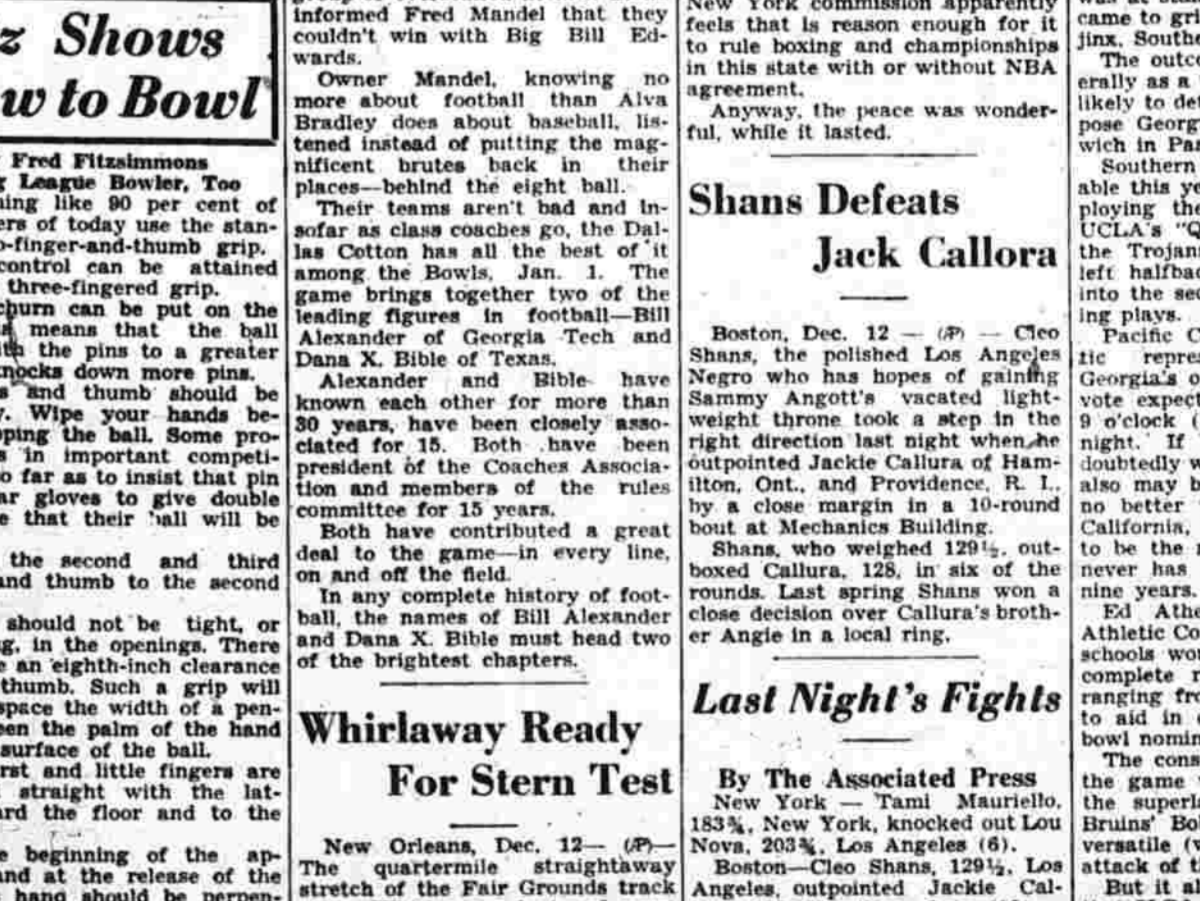 z Shows
w to Bowl
Fred Fitzsimmons
League Bowler, Too
ing like 90 per cent of
ers of today use the stan-
o-finger-and-thumb grip.
control can be attained
three-fingered grip.
churn can be put on the
means that the ball
the pins to a greater
knocks down more pins.
s and thumb should be
y. Wipe your hands be-
pping the ball. Some pro-
s in important competi-
o far as to insist that pin
ar gloves to give double
e that their ball will be
the second and third
and thumb to the second
should not be tight, or
g, in the openings. There
e an eighth-inch clearance
thumb. Such a grip will
space the width of a pen-
een the palm of the hand
surface of the ball.
rst and little fingers are
straight with the lat-
ard the floor and to the
e beginning of the ap-
and at the release of the
hand should be perpen-
informed Fred Mandel that they
couldn't win with Big Bill Ed-
wards.
Owner Mandel, knowing no
more about football than Alva
Bradley does about baseball, lis-
tened instead of putting the mag-
nificent brutes back in their
places—behind the eight ball.
Their teams aren't bad and in-
sofar as class coaches go, the Dal-
las Cotton has all the best of it
among the Bowls, Jan. 1. The
game brings together two of the
leading figures in football—Bill
Alexander of Georgia Tech and
Dana X. Bible of Texas.
Alexander and Bible have
known each other for more than
30 years, have been closely asso-
ciated for 15. Both have been
president of the Coaches Associa-
tion and members of the rules
committee for 15 years.
Both have contributed a great
deal to the game—in every line,
on and off the field.
In any complete history of foot-
ball, the names of Bill Alexander
and Dana X. Bible must head two
of the brightest chapters.
Whirlaway Ready
For Stern Test
New Orleans, Dec. 12— (AP)—
The quartermile straightaway
stretch of the Fair Grounds track
New York commission apparently
feels that is reason enough for it
to rule boxing and championships
in this state with or without NBA
agreement.
Anyway, the peace was wonder-
ful, while it lasted.
Shans Defeats
Jack Callora
Boston, Dec. 12 — (AP) — Cleo
Shans, the polished Los Angeles
Negro who has hopes of gaining
Sammy Angott's vacated light-
weight throne took a step in the
right direction last night when he
outpointed Jackie Callura of Ham-
ilton, Ont., and Providence, R. I.,
by a close margin in a 10-round
bout at Mechanics Building.
Shans, who weighed 129½, out-
boxed Callura, 128, in six of the
rounds. Last spring Shans won a
close decision over Callura's broth-
er Angie in a local ring.
Last Night's Fights
By The Associated Press
New York — Tami Mauriello,
183¾, New York, knocked out Lou
Nova, 203¾, Los Angeles (6).
Boston—Cleo Shans, 129½, Los
Angeles, outpointed Jackie Cal-
came to gri
jinx. Southe
The outco
erally as a
likely to de
pose Georg
wich in Pas
Southern
able this ye
ploying the
UCLA's "Q
the Trojan
left halfba
into the se
ing plays.
Pacific C
tic repre
Georgia's o
vote expect
9 o'clock (
night. If
doubtedly w
also may b
no better
California,
to be the
never has
nine years.
Ed Ath
Athletic Co
schools wou
complete r
ranging fr
to aid in
bowl nomin
The cons
the game
the superl
Bruins' Bo
versatile (v
attack of t
But it al